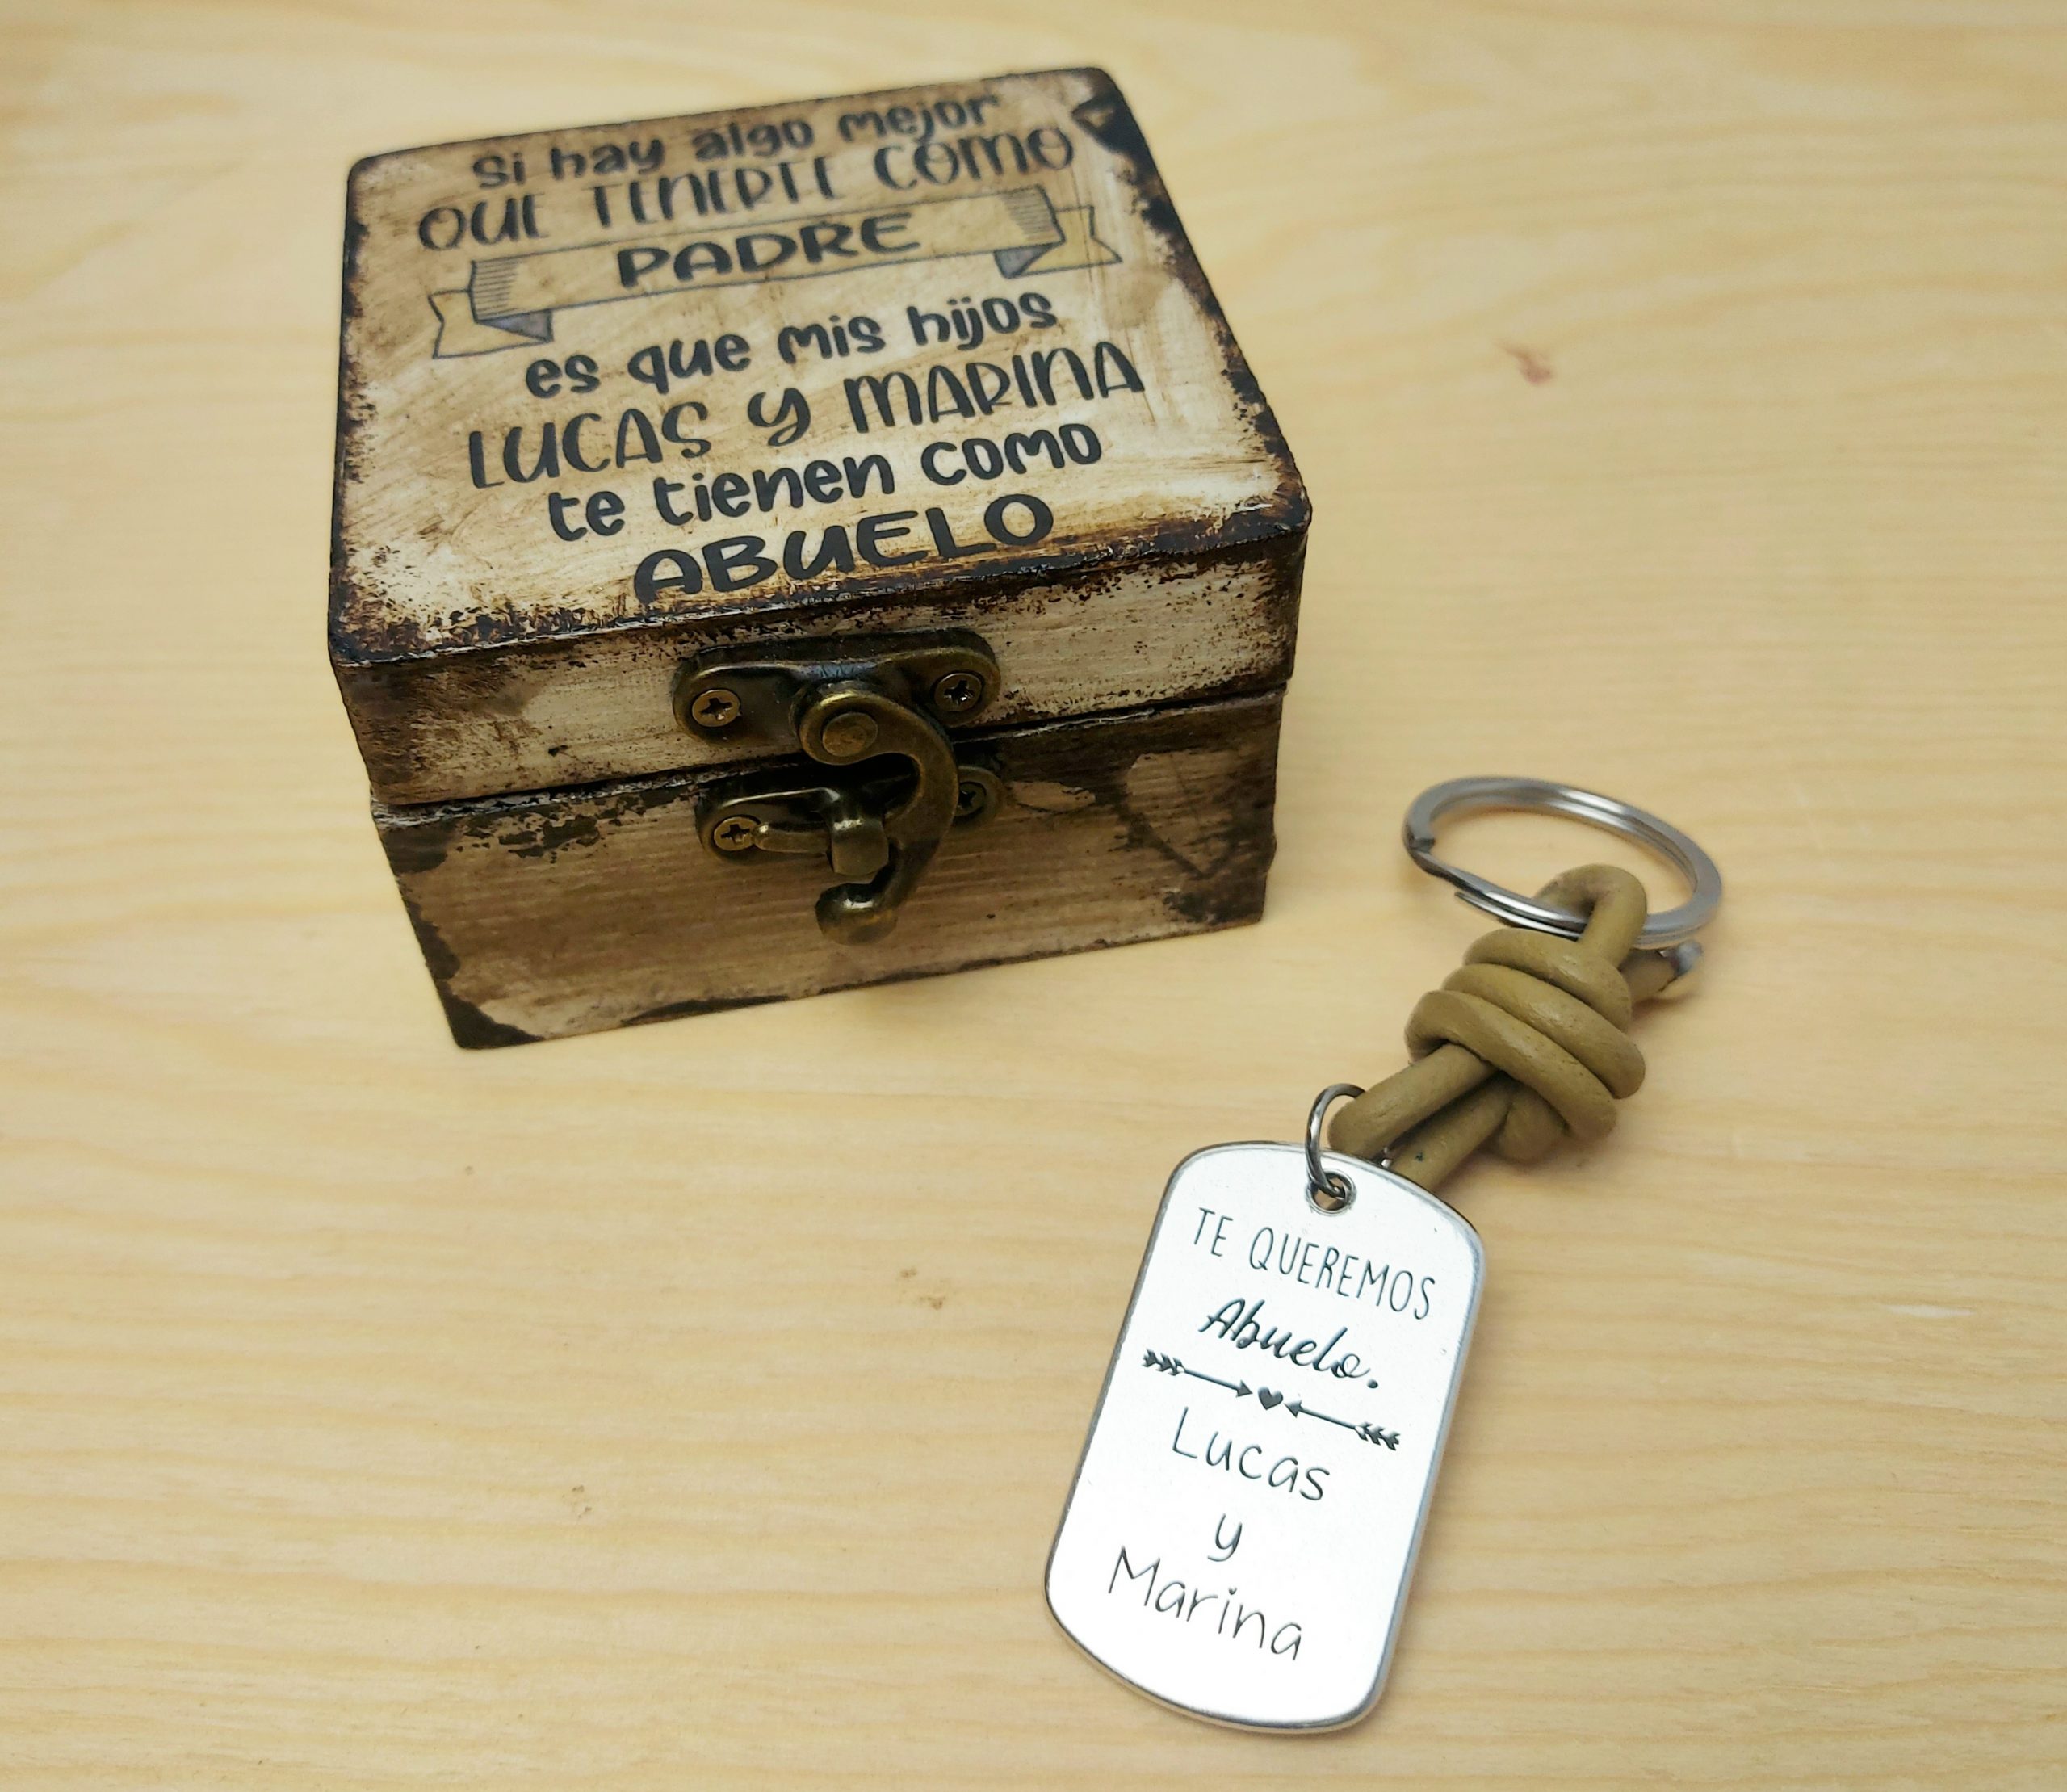 Si hay algo mejor
QUE TENERTE COMO
PADRE
es que mis hijos
LUCAS y MARINA
te tienen como
ABUELO
TE QUEREMOS
Abuelo.
Lucas
y
Marina